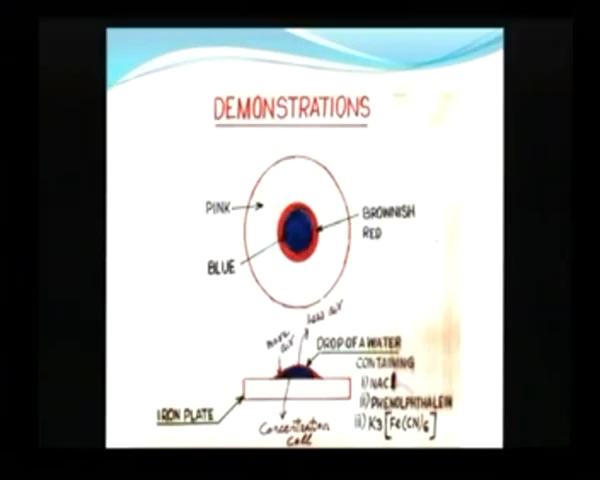 DEMONSTRATIONS
PINK
BROWNISH
RED
BLUE
less air
more
air
DROP OF A WATER
CONTAINING
i) NACl
ii) PHENOLPHTHALEIN
iii) K3[Fe(CN)6]
IRON PLATE
Concentration
Cell